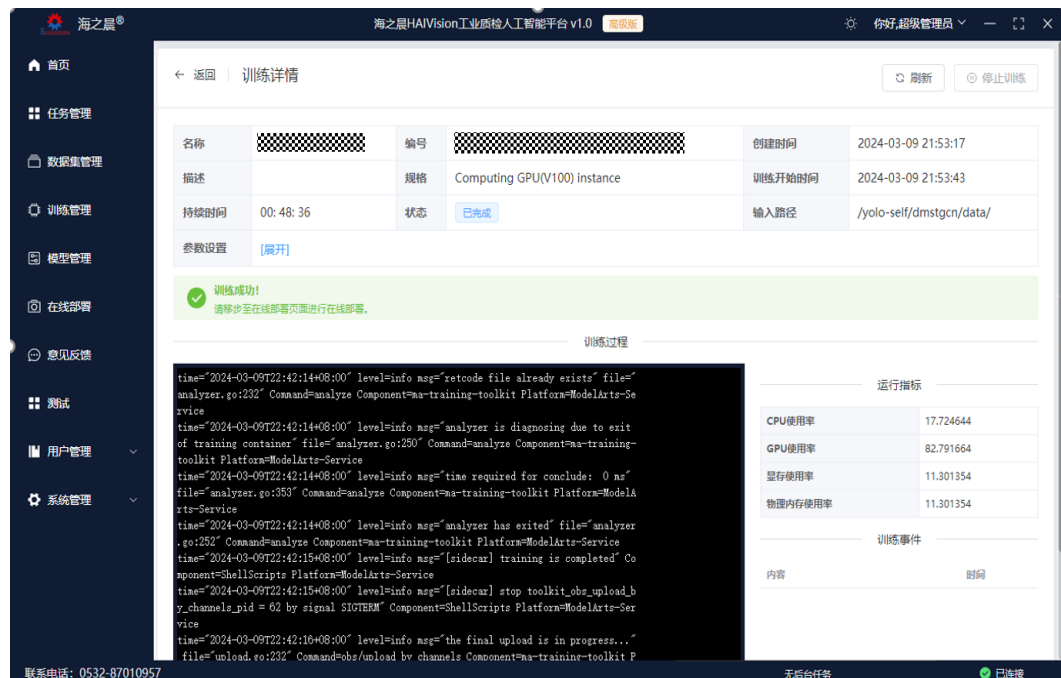 海之晨®
海之晨HAIVision工业质检人工智能平台 v1.0 高级版
你好,超级管理员
首页
任务管理
数据集管理
训练管理
模型管理
在线部署
意见反馈
测试
用户管理
系统管理
← 返回 训练详情
刷新 停止训练
名称 编号 创建时间 2024-03-09 21:53:17
描述 规格 Computing GPU(V100) instance 训练开始时间 2024-03-09 21:53:43
持续时间 00: 48: 36 状态 已完成 输入路径 /yolo-self/dmstgcn/data/
参数设置 [展开]
训练成功!
请移步至在线部署页面进行在线部署。
训练过程
time="2024-03-09T22:42:14+08:00" level=info msg="retcode file already exists" file="
analyzer.go:232" Command=analyze Component=ma-training-toolkit Platform=ModelArts-Se
rvice
time="2024-03-09T22:42:14+08:00" level=info msg="analyzer is diagnosing due to exit
of training container" file="analyzer.go:250" Command=analyze Component=ma-training-
toolkit Platform=ModelArts-Service
time="2024-03-09T22:42:14+08:00" level=info msg="time required for conclude:  0 ms"
file="analyzer.go:353" Command=analyze Component=ma-training-toolkit Platform=ModelA
rts-Service
time="2024-03-09T22:42:14+08:00" level=info msg="analyzer has exited" file="analyzer
.go:252" Command=analyze Component=ma-training-toolkit Platform=ModelArts-Service
time="2024-03-09T22:42:15+08:00" level=info msg="[sidecar] training is completed" Co
mponent=ShellScripts Platform=ModelArts-Service
time="2024-03-09T22:42:15+08:00" level=info msg="[sidecar] stop toolkit_obs_upload_b
y_channels_pid = 62 by signal SIGTERM" Component=ShellScripts Platform=ModelArts-Ser
vice
time="2024-03-09T22:42:16+08:00" level=info msg="the final upload is in progress..."
file="upload.go:232" Command=obs/upload by channels Component=ma-training-toolkit P
运行指标
CPU使用率 17.724644
GPU使用率 82.791664
显存使用率 11.301354
物理内存使用率 11.301354
训练事件
内容 时间
联系电话：0532-87010957
无后台任务
已连接